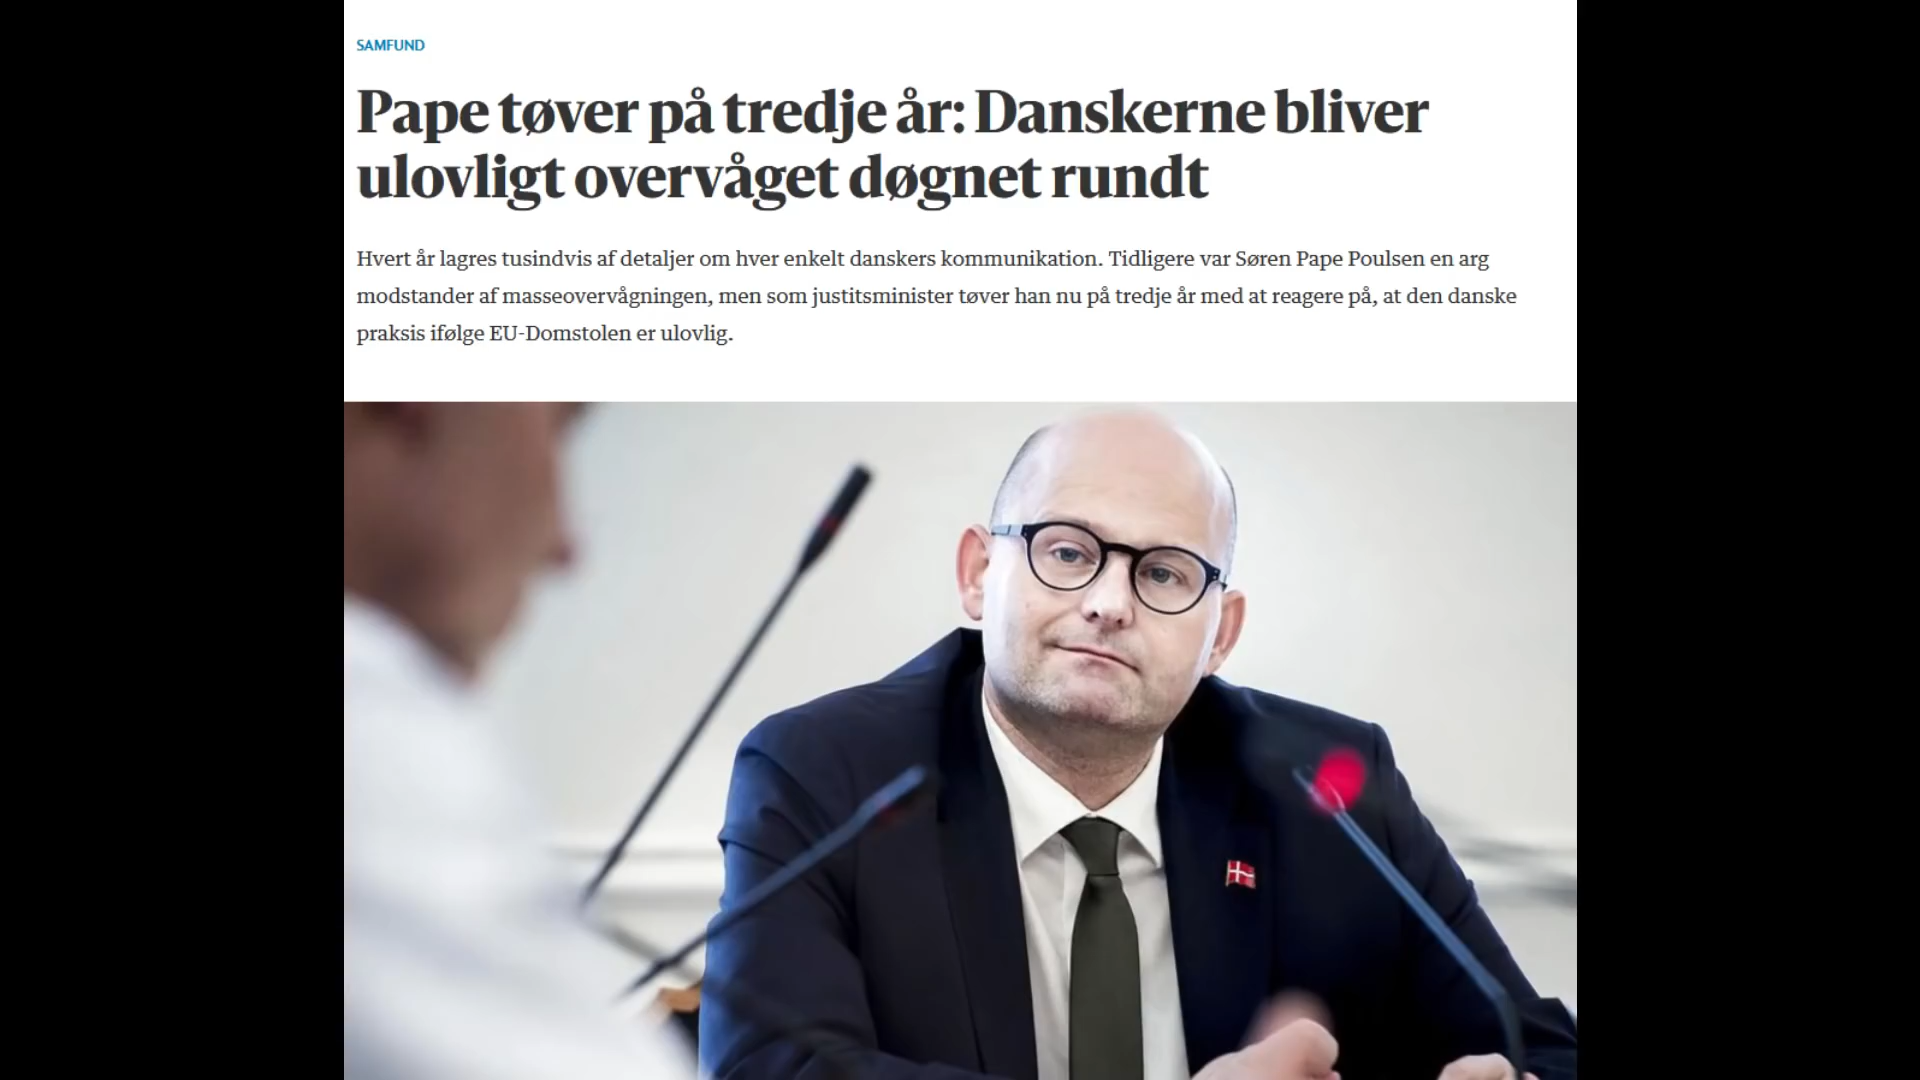 SAMFUND
Pape tøver på tredje år: Danskerne bliver
ulovligt overvåget døgnet rundt
Hvert år lagres tusindvis af detaljer om hver enkelt danskers kommunikation. Tidligere var Søren Pape Poulsen en arg
modstander af masseovervågningen, men som justitsminister tøver han nu på tredje år med at reagere på, at den danske
praksis ifølge EU-Domstolen er ulovlig.